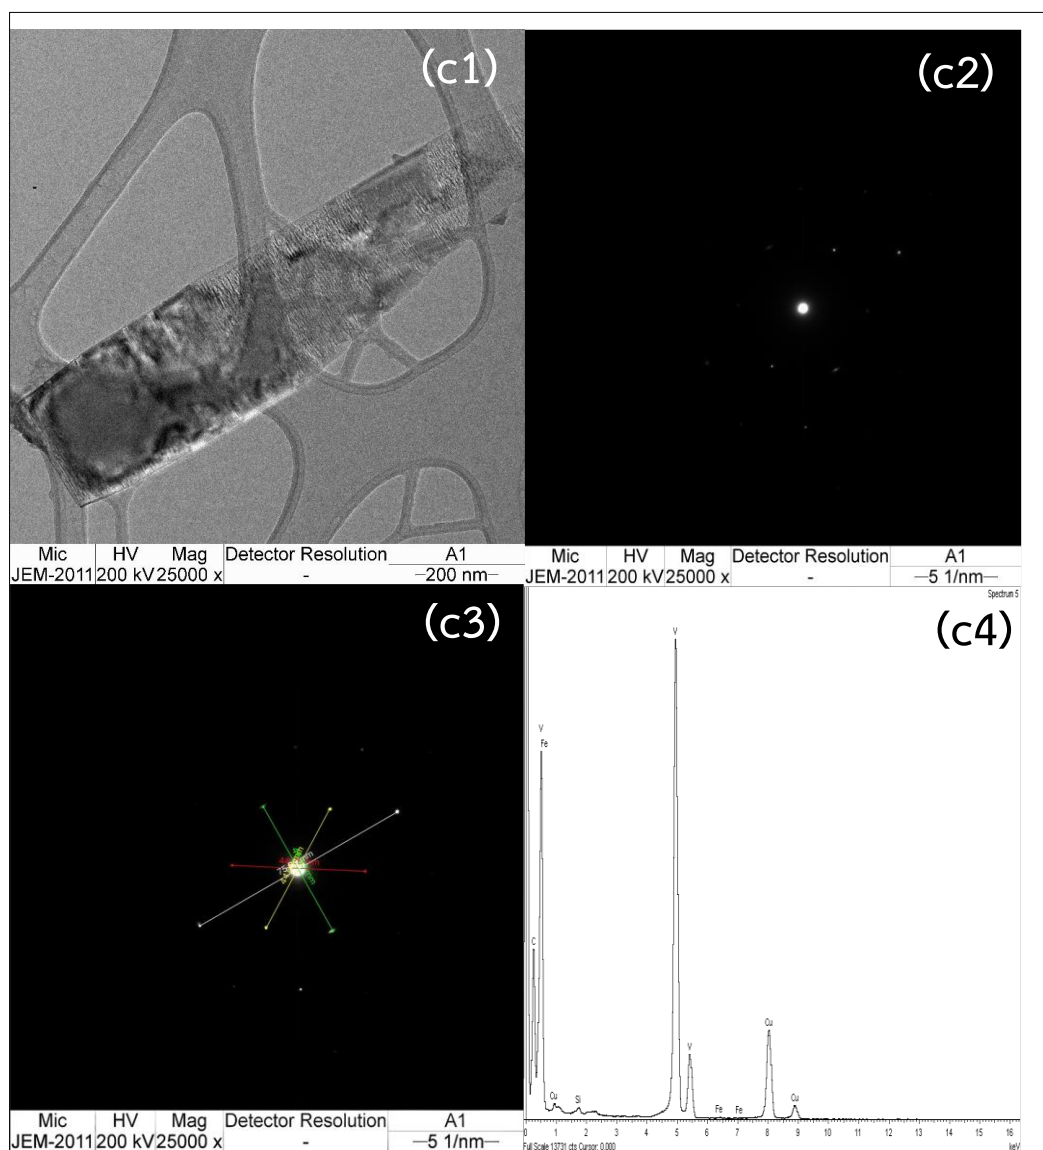 (c1)
(c2)
Mic HV Mag Detector Resolution A1
JEM-2011 200 kV 25000 x - 200 nm
Mic HV Mag Detector Resolution A1
JEM-2011 200 kV 25000 x - 5 1/nm
(c3)
Spectrum 5
(c4)
V
V
Fe
C
Cu
Si
V
Fe
Fe
Cu
Cu
0 1 2 3 4 5 6 7 8 9 10 11 12 13 14 15 16
Full Scale 13731 cts Cursor: 0.000 keV
Mic HV Mag Detector Resolution A1
JEM-2011 200 kV 25000 x - 5 1/nm